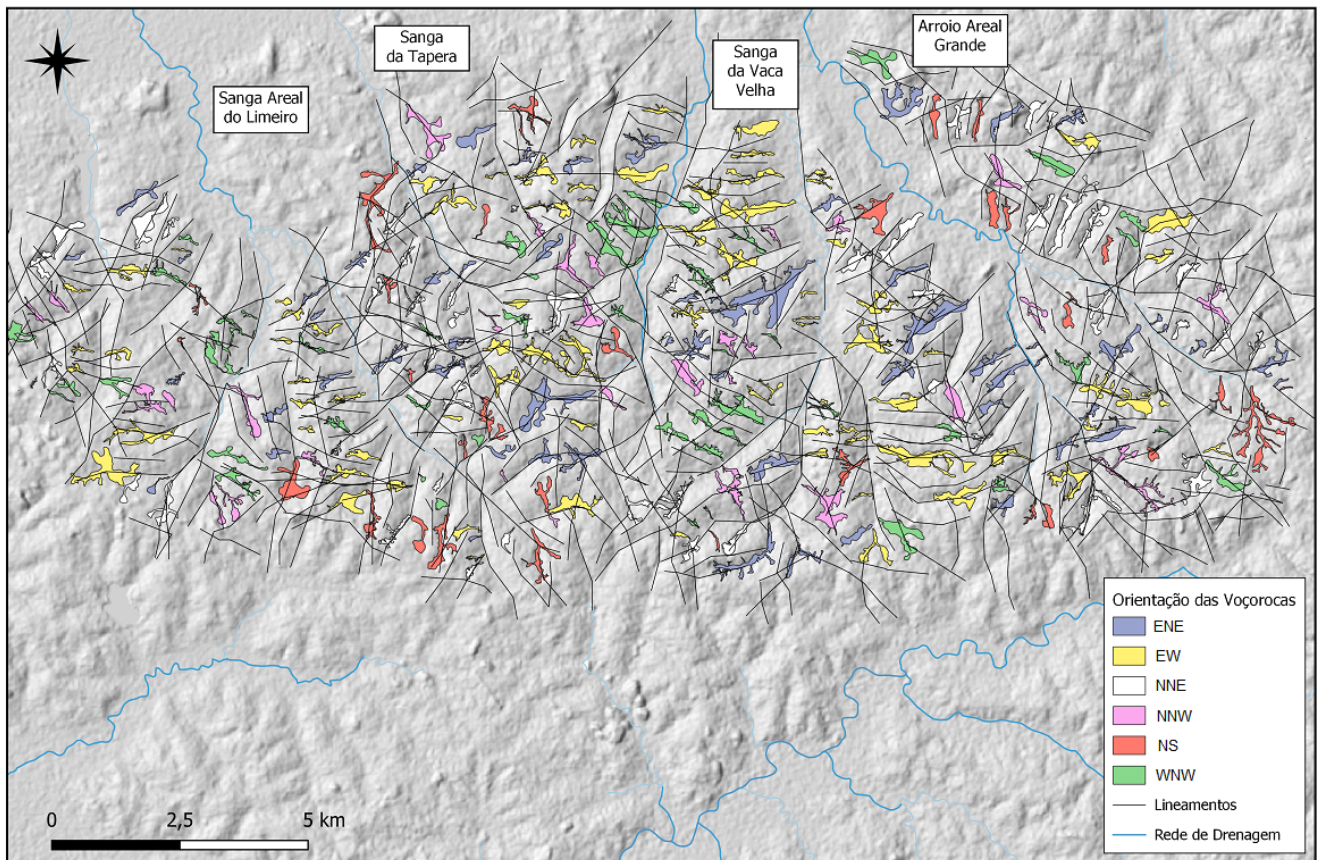 Sanga Areal
do Limeiro
Sanga
da Tapera
Sanga
da Vaca
Velha
Arroio Areal
Grande
Orientação das Voçorocas
ENE
EW
NNE
NNW
NS
WNW
Lineamentos
Rede de Drenagem
0 2,5 5 km